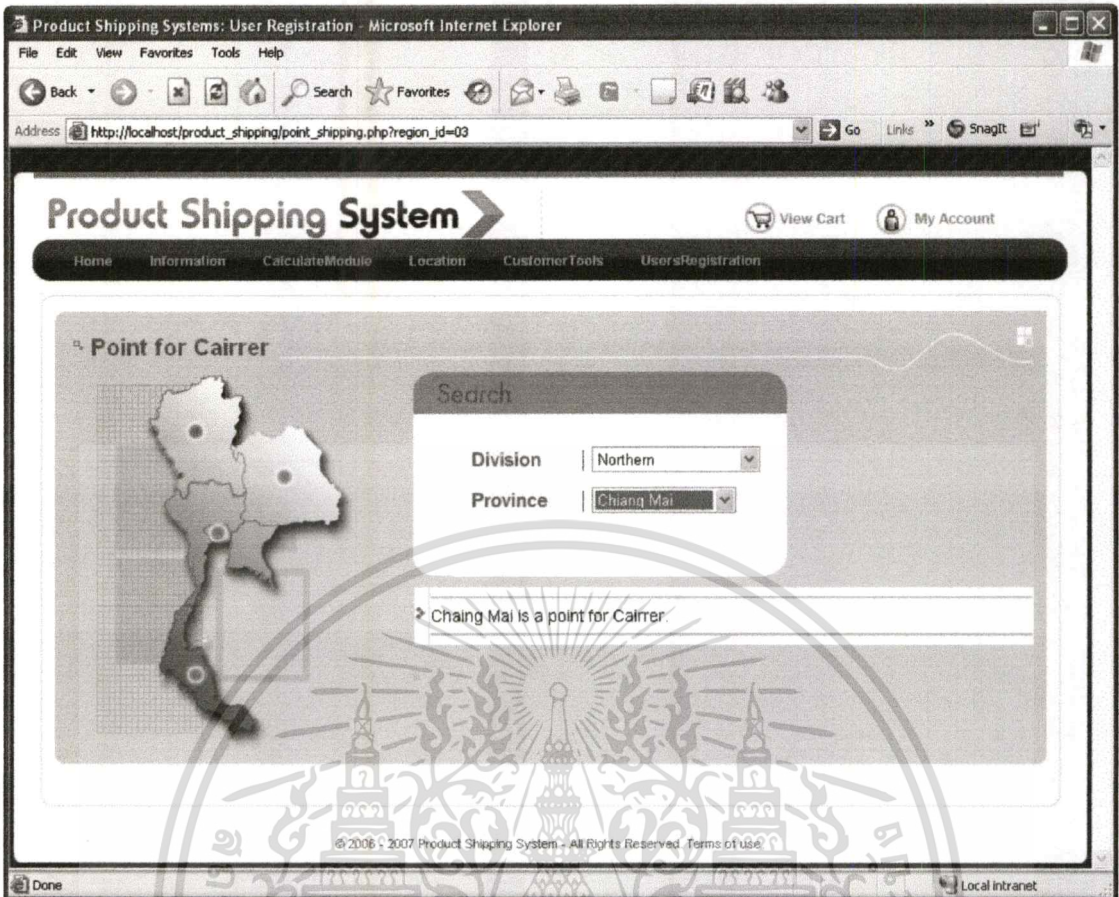 Product Shipping Systems: User Registration - Microsoft Internet Explorer
File Edit View Favorites Tools Help
Back Search Favorites
Address http://localhost/product_shipping/point_shipping.php?region_id=03 Go Links » SnagIt
Product Shipping System View Cart My Account
Home Information CalculateModule Location CustomerTools UsersRegistration
Point for Cairrer
Search
Division Northern
Province Chiang Mai
Chaing Mai is a point for Cairrer.
© 2006 - 2007 Product Shipping System - All Rights Reserved. Terms of use
Done Local intranet